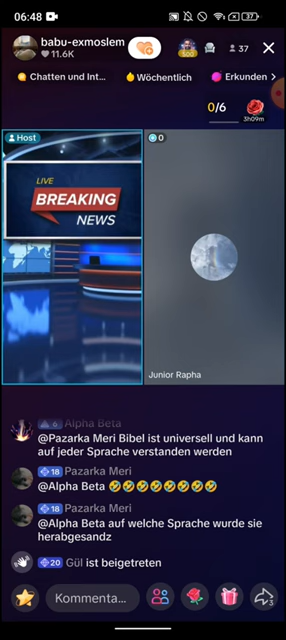 06:48
37
babu-exmoslem
11.6K
500
37
Chatten und Int...
Wöchentlich
Erkunden
0/6
3h09m
Host
0
LIVE
BREAKING
NEWS
Junior Rapha
6 Alpha Beta
@Pazarka Meri Bibel ist universell und kann
auf jeder Sprache verstanden werden
18 Pazarka Meri
@Alpha Beta 🤣🤣🤣🤣🤣🤣🤣🤣
18 Pazarka Meri
@Alpha Beta auf welche Sprache wurde sie
herabgesandz
20 Gül ist beigetreten
Kommenta...
3